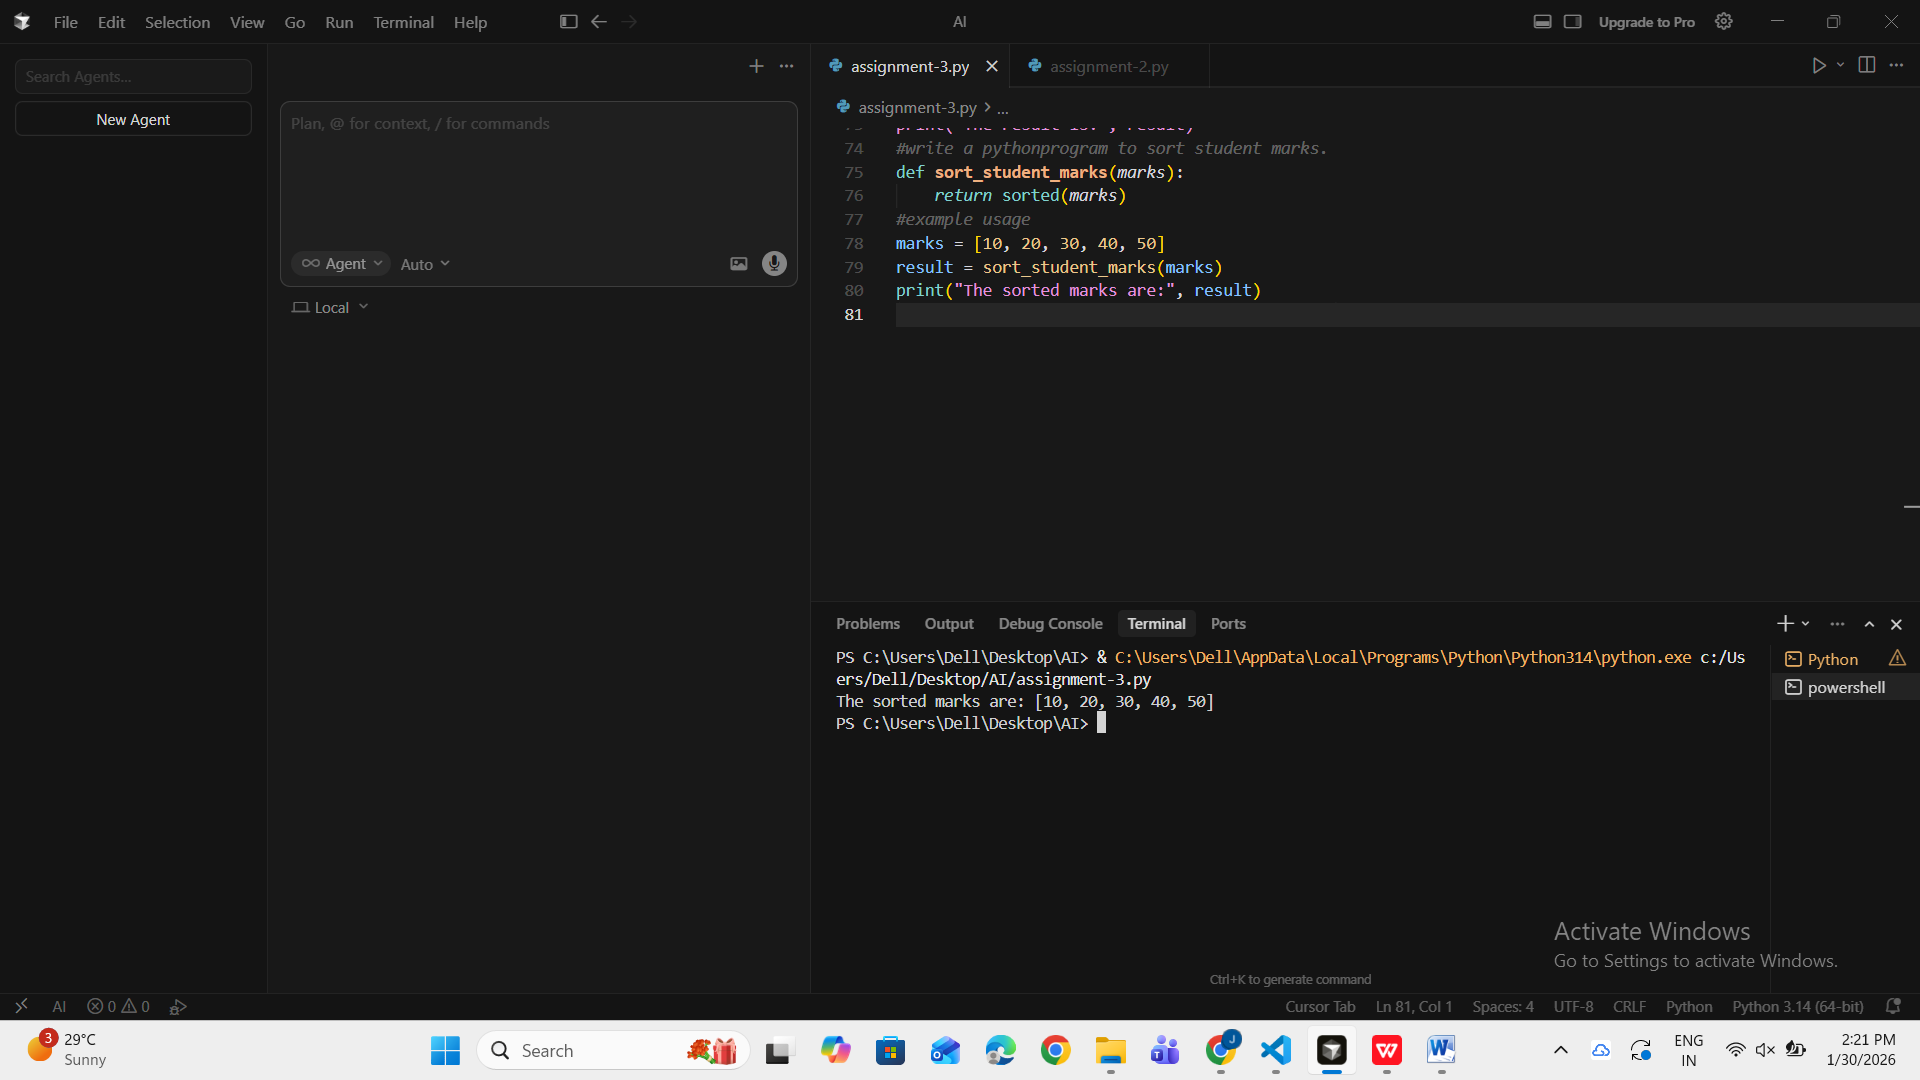 File Edit Selection View Go Run Terminal Help
AI
Upgrade to Pro
Search Agents...
New Agent
Plan, @ for context, / for commands
Agent Auto
Local
assignment-3.py
assignment-2.py
assignment-3.py > ...
74 #write a pythonprogram to sort student marks.
75 def sort_student_marks(marks):
76 return sorted(marks)
77 #example usage
78 marks = [10, 20, 30, 40, 50]
79 result = sort_student_marks(marks)
80 print("The sorted marks are:", result)
81
Problems Output Debug Console Terminal Ports
PS C:\Users\Dell\Desktop\AI> & C:\Users\Dell\AppData\Local\Programs\Python\Python314\python.exe c:/Us
ers/Dell/Desktop/AI/assignment-3.py
The sorted marks are: [10, 20, 30, 40, 50]
PS C:\Users\Dell\Desktop\AI>
Python
powershell
Activate Windows
Go to Settings to activate Windows.
Ctrl+K to generate command
AI 0 0
Cursor Tab Ln 81, Col 1 Spaces: 4 UTF-8 CRLF Python Python 3.14 (64-bit)
3
29°C
Sunny
Search
J
ENG
IN
2:21 PM
1/30/2026